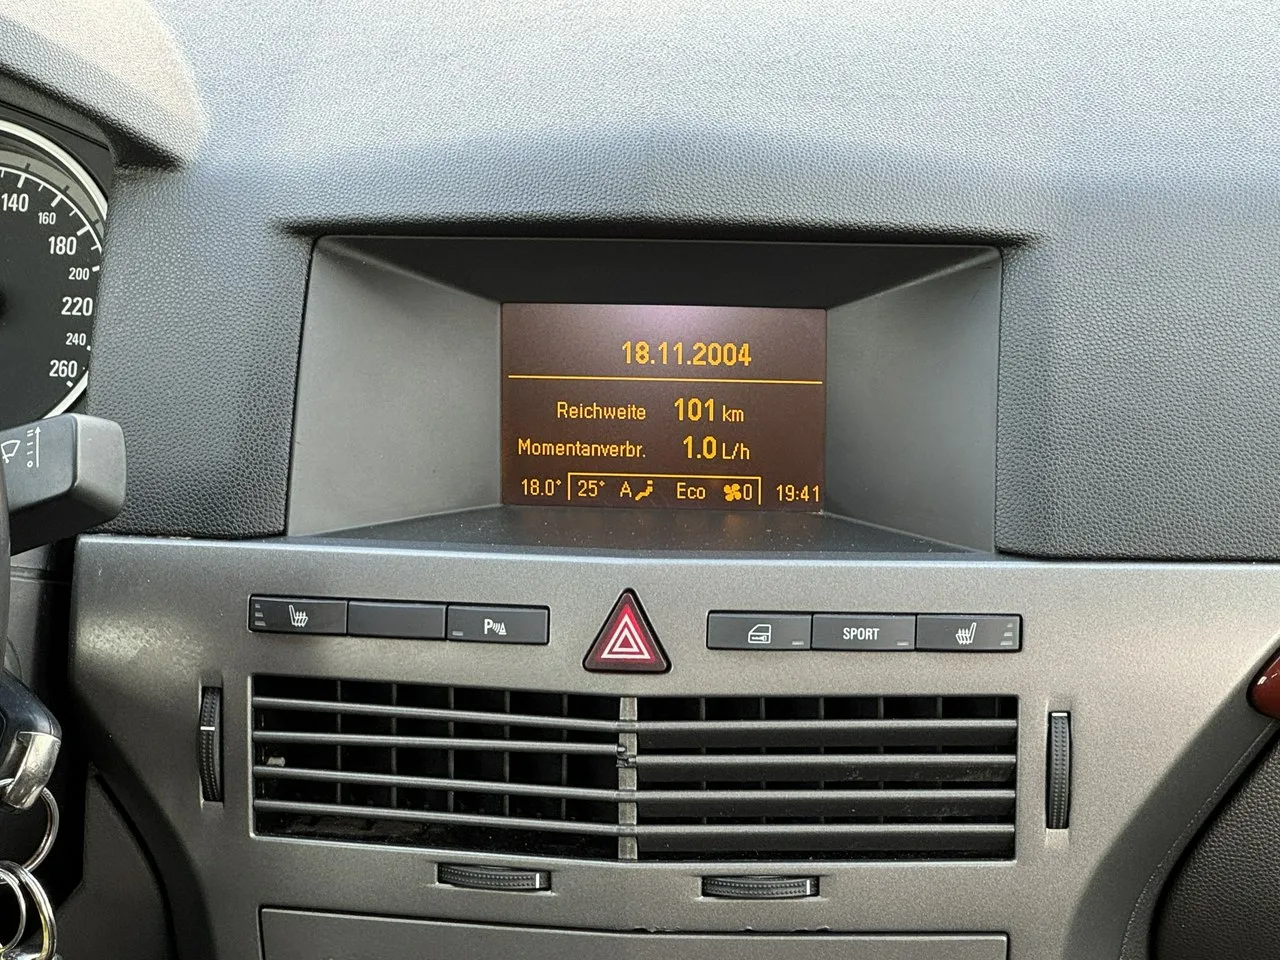 140
160
180
200
220
240
260
18.11.2004
Reichweite 101 km
Momentanverbr. 1.0 L/h
18.0° 25° A Eco 0 19:41
P
SPORT